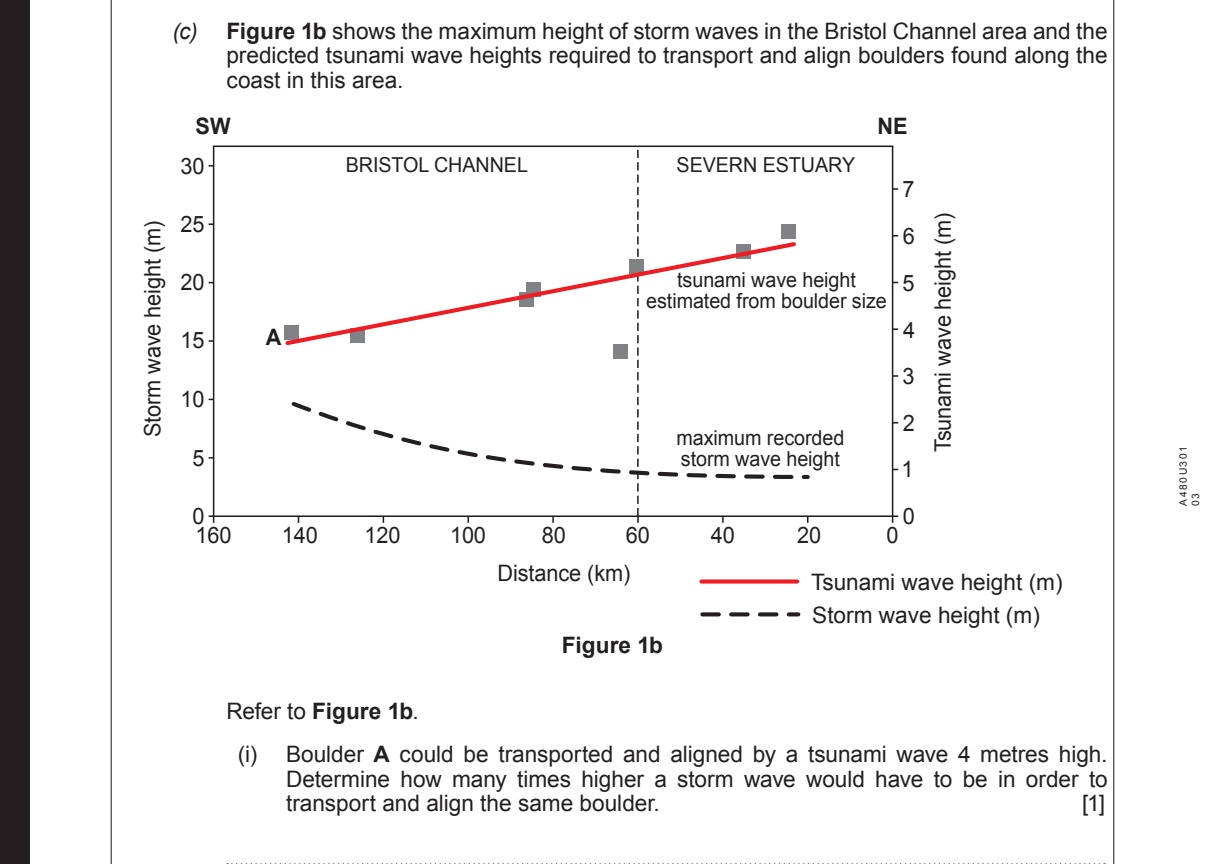 (c) Figure 1b shows the maximum height of storm waves in the Bristol Channel area and the
predicted tsunami wave heights required to transport and align boulders found along the
coast in this area.
SW
NE
BRISTOL CHANNEL
SEVERN ESTUARY
Storm wave height (m)
30
25
20
15
10
5
0
A
tsunami wave height
estimated from boulder size
maximum recorded
storm wave height
7
6
5
4
3
2
1
0
Tsunami wave height (m)
160 140 120 100 80 60 40 20 0
Distance (km)
Tsunami wave height (m)
Storm wave height (m)
Figure 1b
A480U301
03
Refer to Figure 1b.
(i) Boulder A could be transported and aligned by a tsunami wave 4 metres high.
Determine how many times higher a storm wave would have to be in order to
transport and align the same boulder. [1]